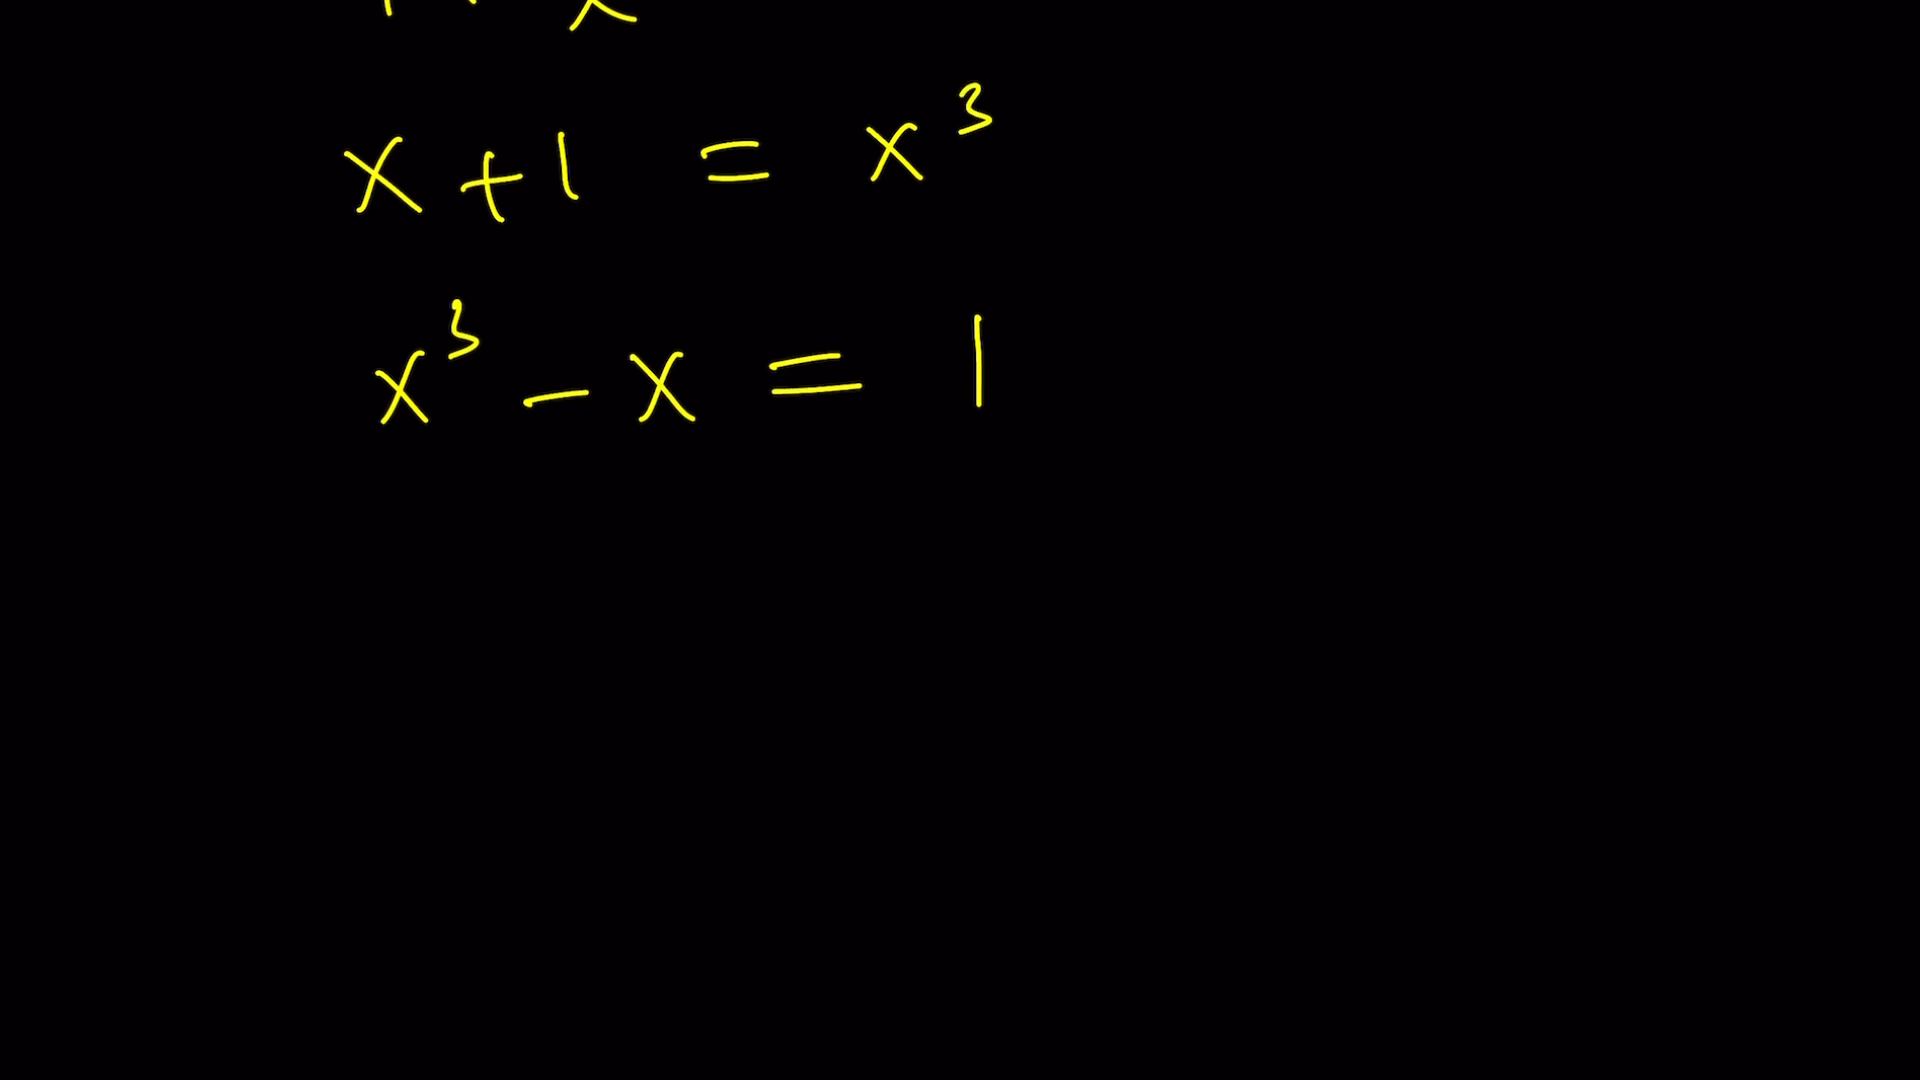 x + 1 = x³
x³ - x = 1